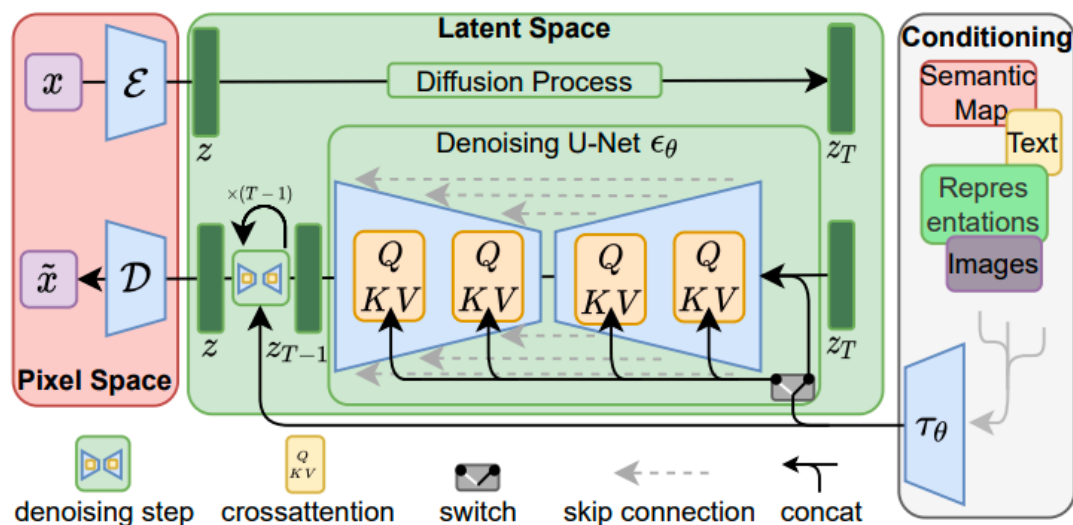 Latent Space
Conditioning
x
ℰ
Diffusion Process
Semantic
Map
Text
z
z_T
Denoising U-Net ϵ_θ
Repres
entations
Images
×(T−1)
Q
KV
Q
KV
Q
KV
Q
KV
x̃
𝒟
z
z_{T−1}
z_T
Pixel Space
τ_θ
Q
KV
denoising step
crossattention
switch
skip connection
concat